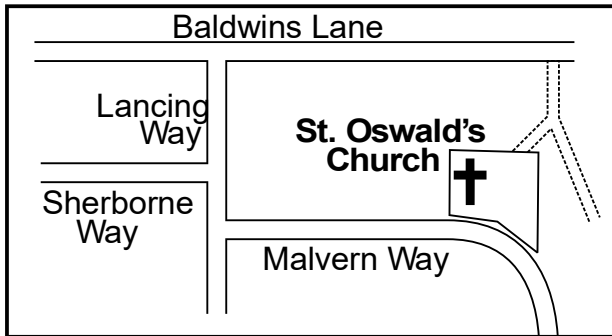 Baldwins Lane
Lancing
Way
St. Oswald's
Church
Sherborne
Way
Malvern Way